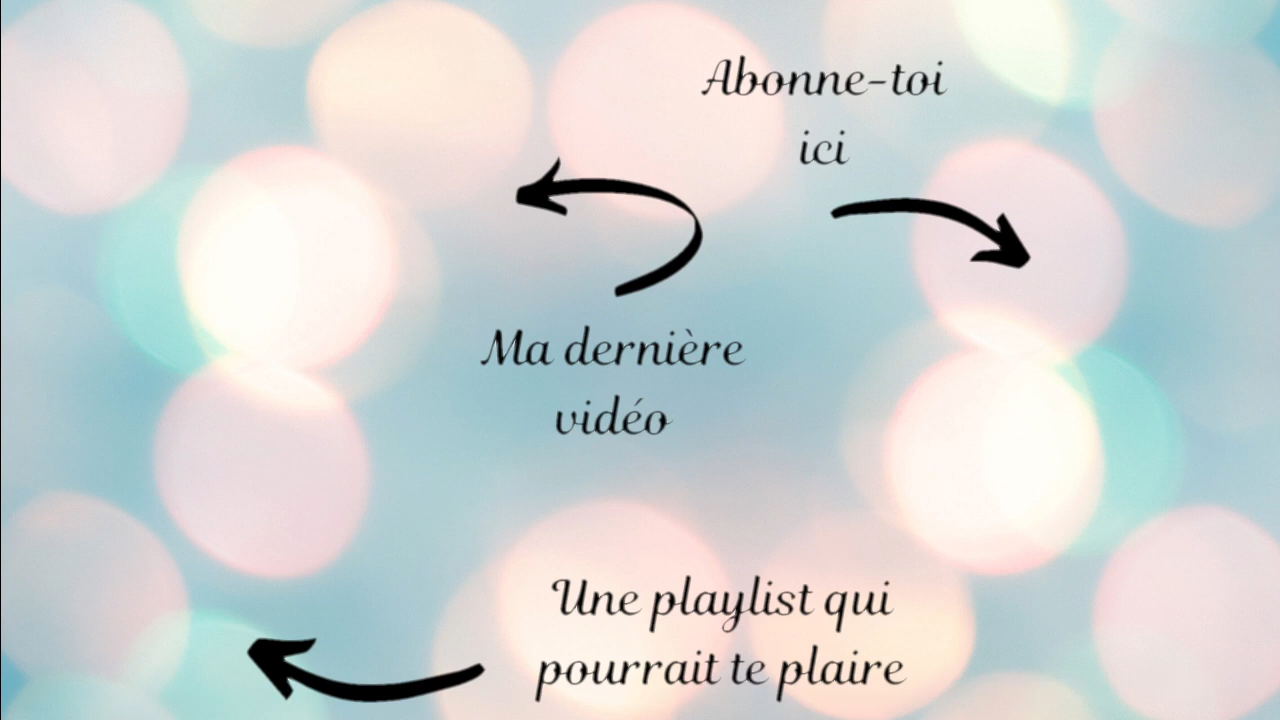 Abonne-toi
ici
Ma dernière
vidéo
Une playlist qui
pourrait te plaire